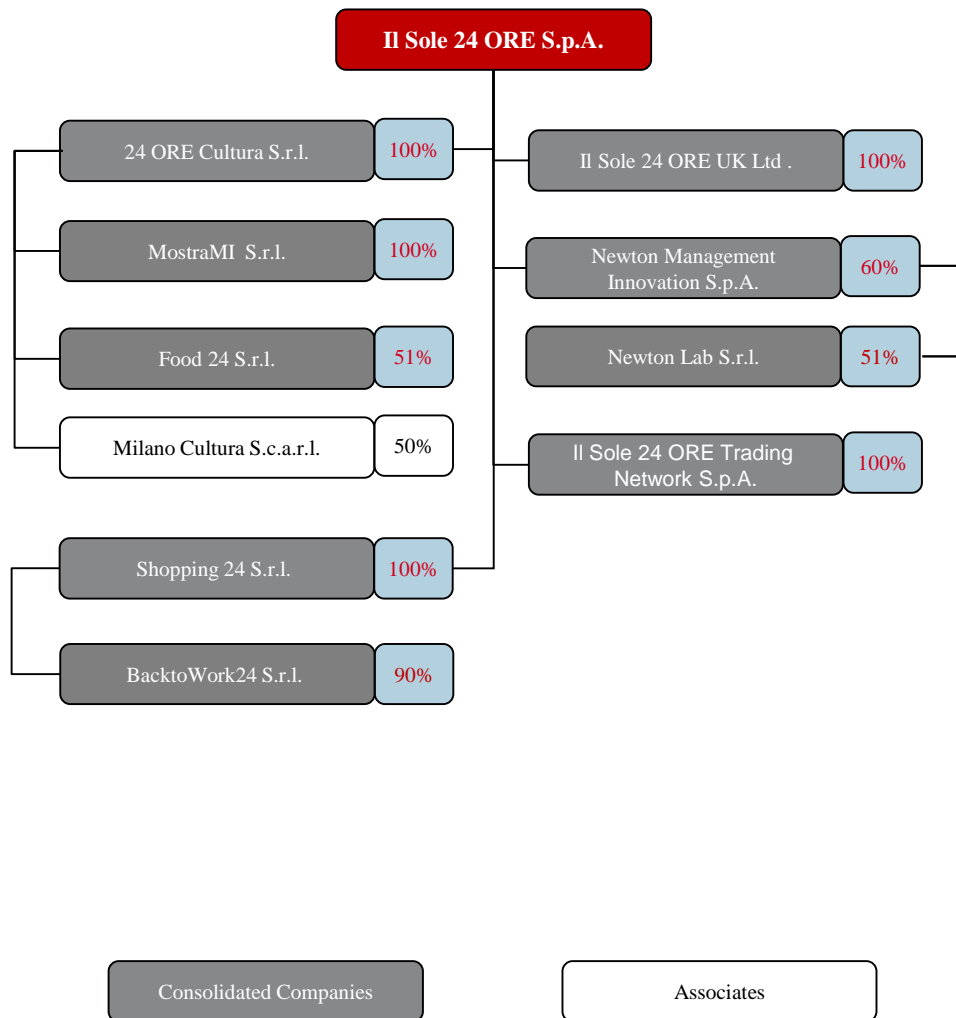 Il Sole 24 ORE S.p.A.
24 ORE Cultura S.r.l.
100%
MostraMI S.r.l.
100%
Food 24 S.r.l.
51%
Milano Cultura S.c.a.r.l.
50%
Shopping 24 S.r.l.
100%
BacktoWork24 S.r.l.
90%
Il Sole 24 ORE UK Ltd .
100%
Newton Management
Innovation S.p.A.
60%
Newton Lab S.r.l.
51%
Il Sole 24 ORE Trading
Network S.p.A.
100%
Consolidated Companies
Associates